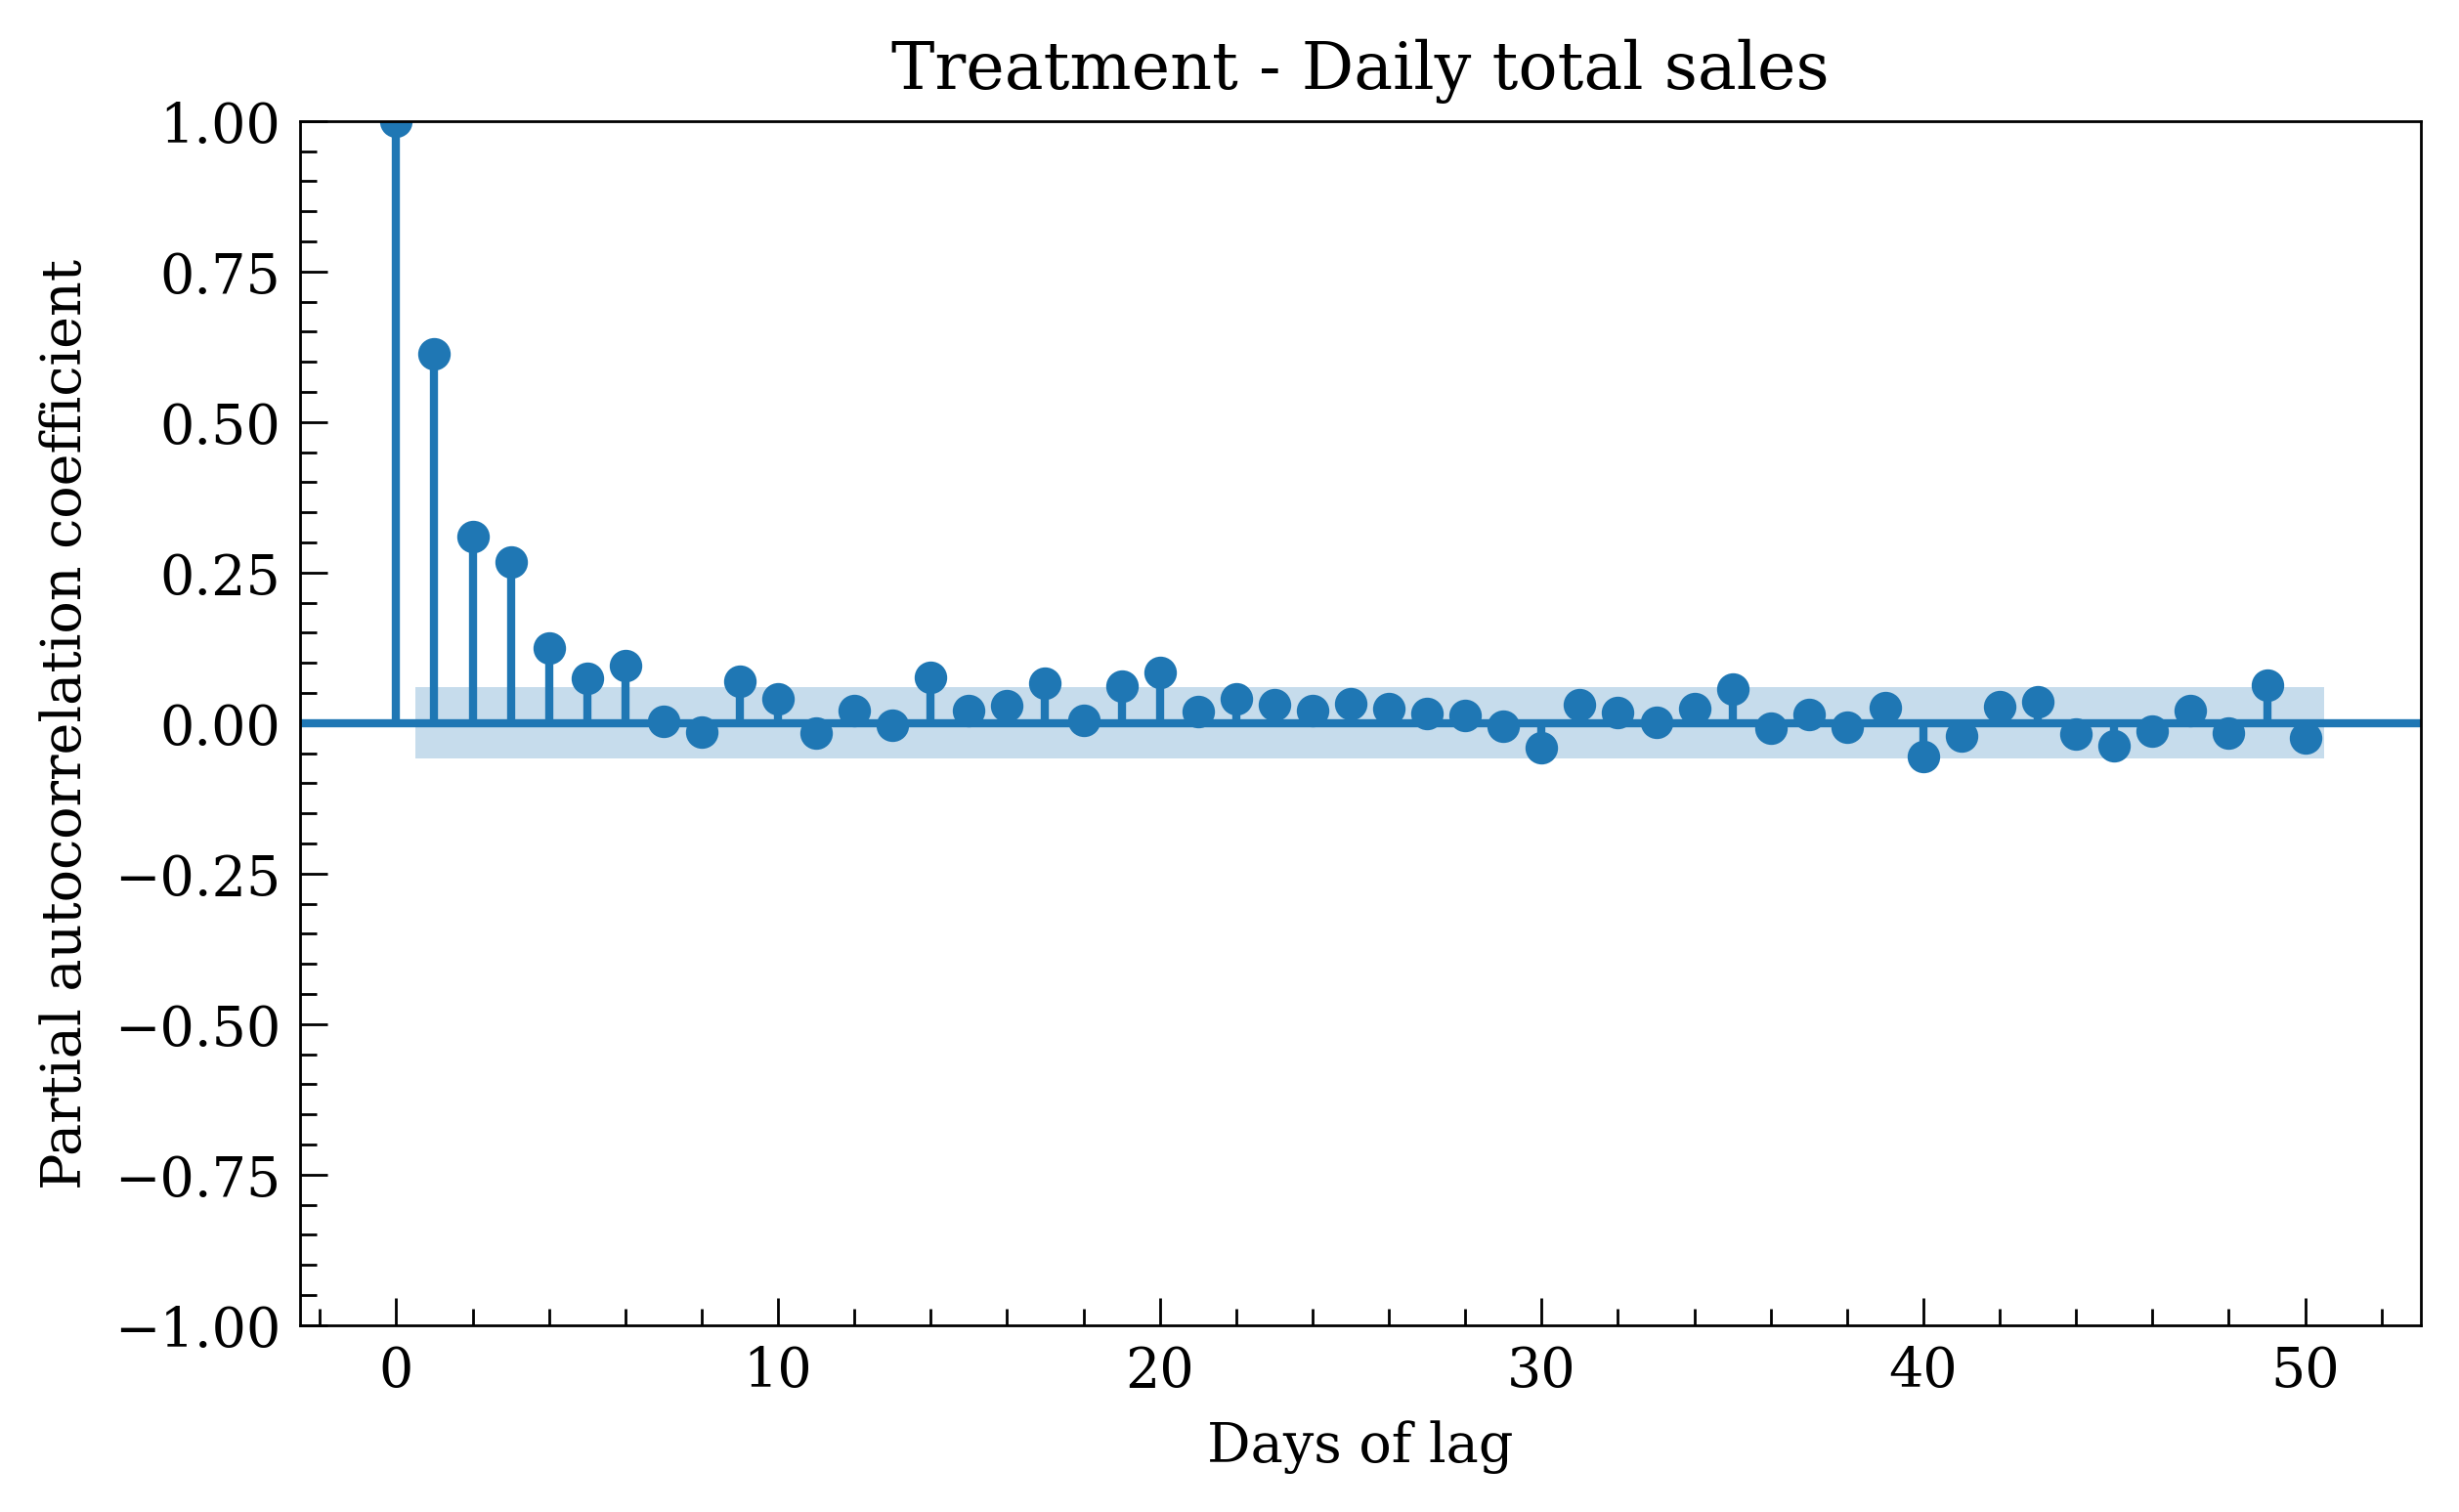 Treatment - Daily total sales
Partial autocorrelation coefficient
1.00
0.75
0.50
0.25
0.00
−0.25
−0.50
−0.75
−1.00
0 10 20 30 40 50
Days of lag